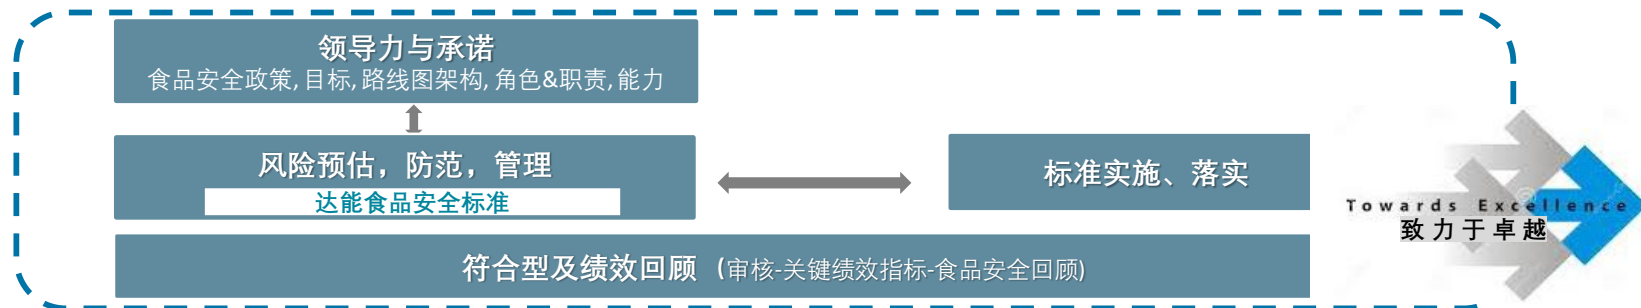 领导力与承诺
食品安全政策, 目标, 路线图架构, 角色&职责, 能力
风险预估，防范，管理
达能食品安全标准
标准实施、落实
Towards Excellence
致力于卓越
符合型及绩效回顾 (审核-关键绩效指标-食品安全回顾)